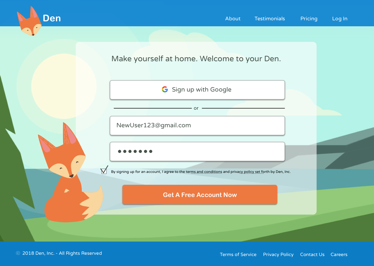 Den
About Testimonials Pricing Log In
Make yourself at home. Welcome to your Den.
Sign up with Google
or
NewUser123@gmail.com
By signing up for an account, I agree to the terms and conditions and privacy policy set forth by Den, Inc.
Get A Free Account Now
© 2018 Den, Inc. - All Rights Reserved
Terms of Service Privacy Policy Contact Us Careers